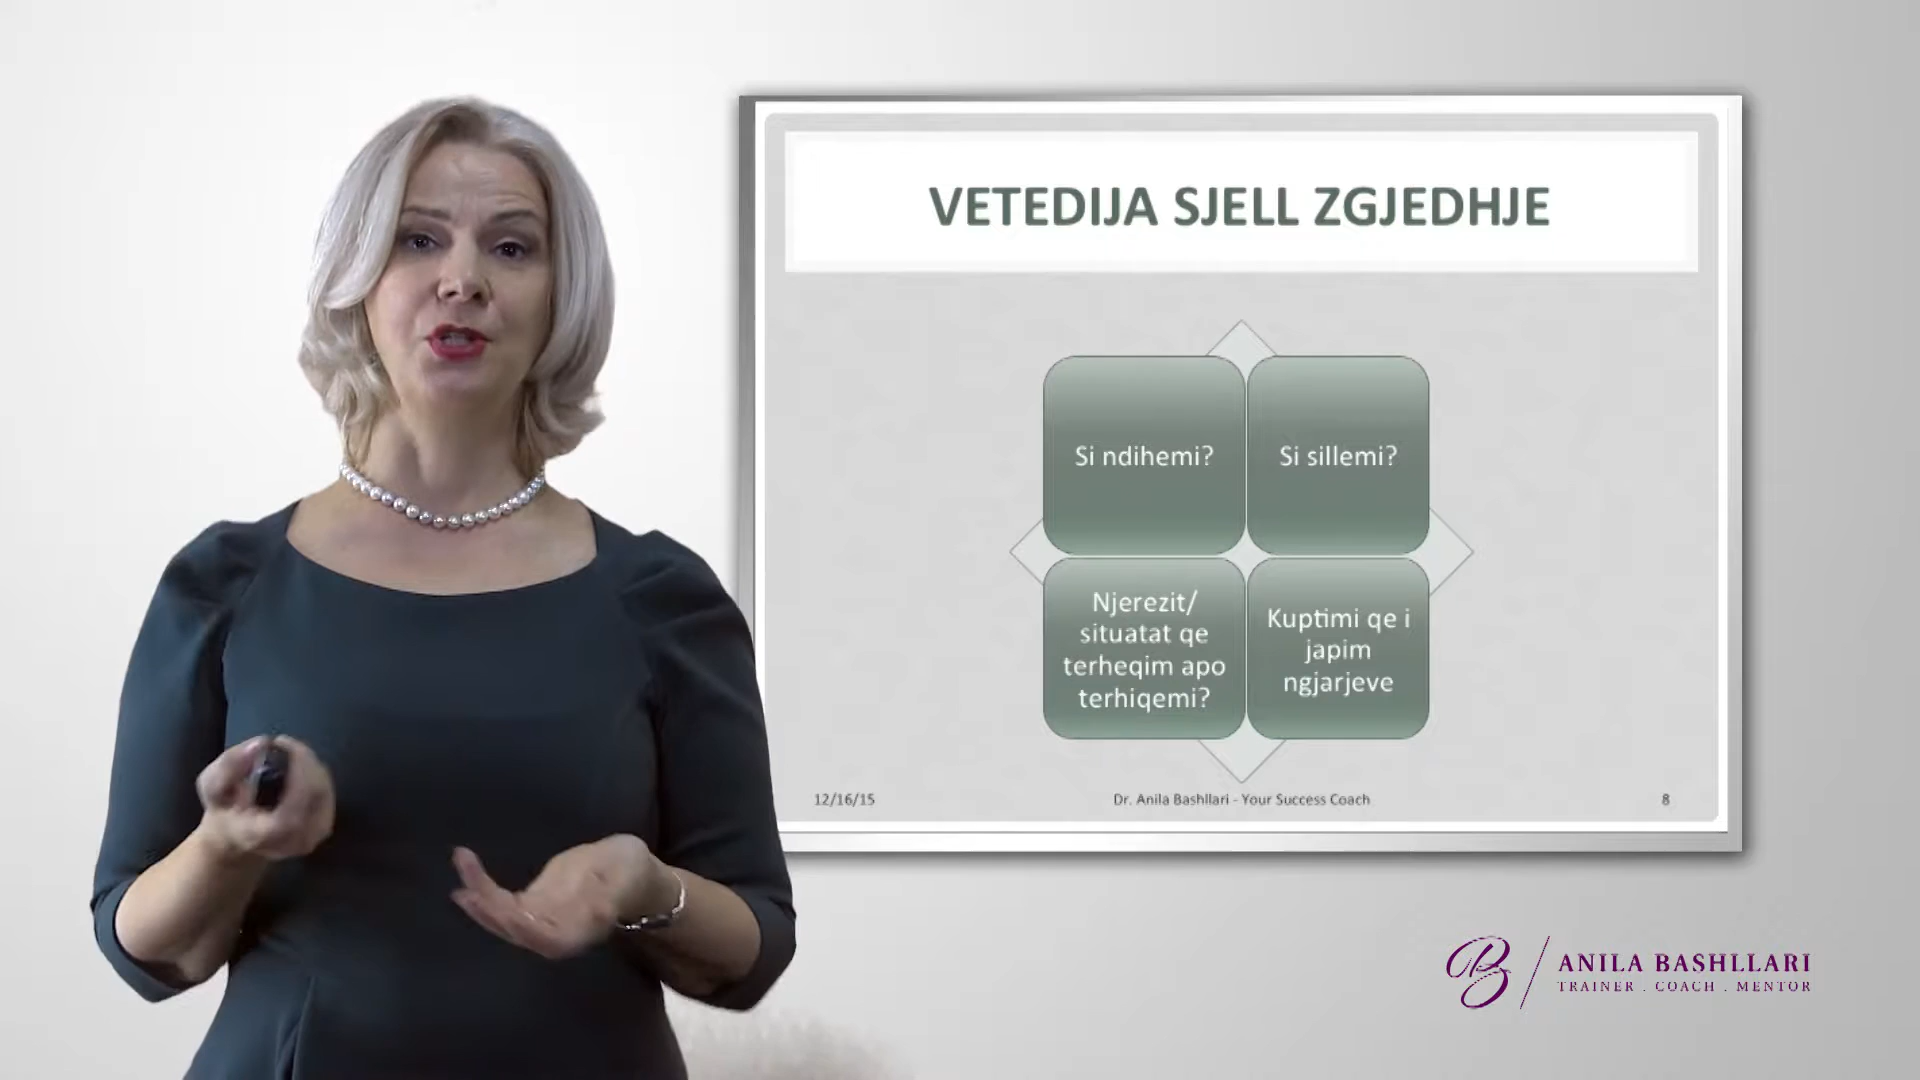 VETEDIJA SJELL ZGJEDHJE
Si ndihemi?
Si sillemi?
Njerezit/
situatat qe
terheqim apo
terhiqemi?
Kuptimi qe i
japim
ngjarjeve
12/16/15
Dr. Anila Bashllari - Your Success Coach
8
B
ANILA BASHLLARI
TRAINER . COACH . MENTOR